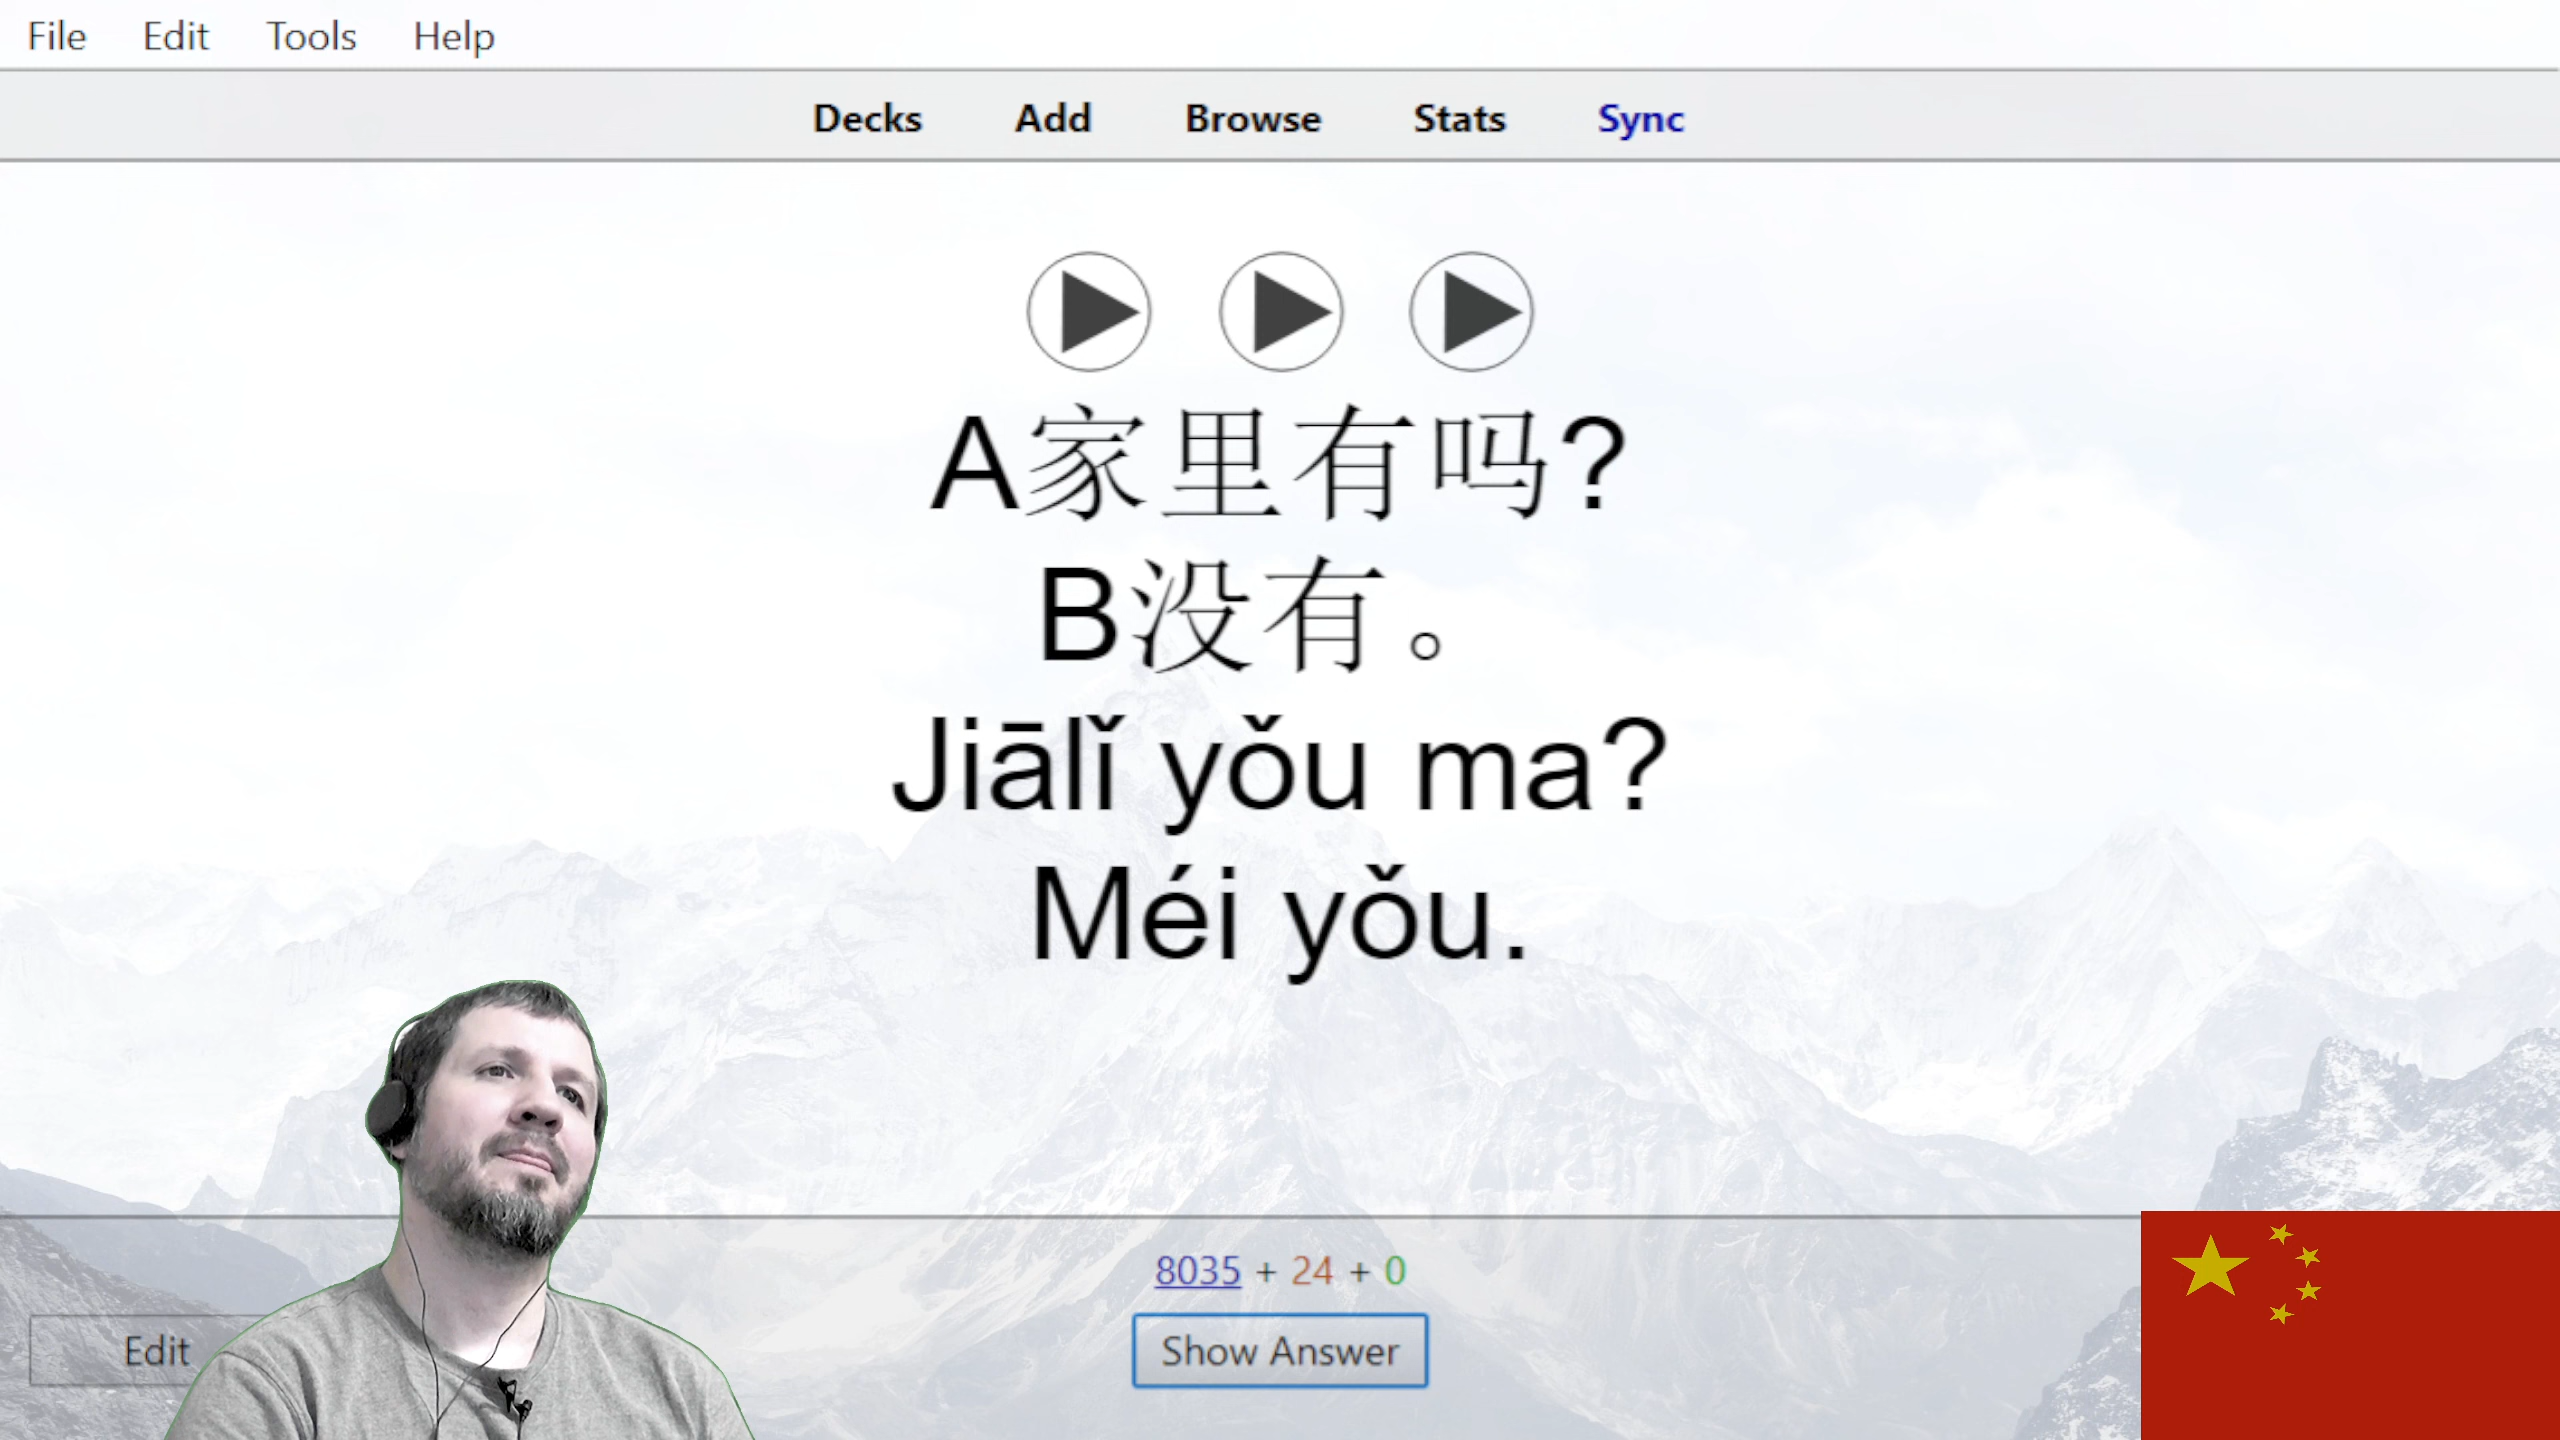 File Edit Tools Help
Decks Add Browse Stats Sync
A家里有吗?
B没有。
Jiālǐ yǒu ma?
Méi yǒu.
8035 + 24 + 0
Edit Show Answer